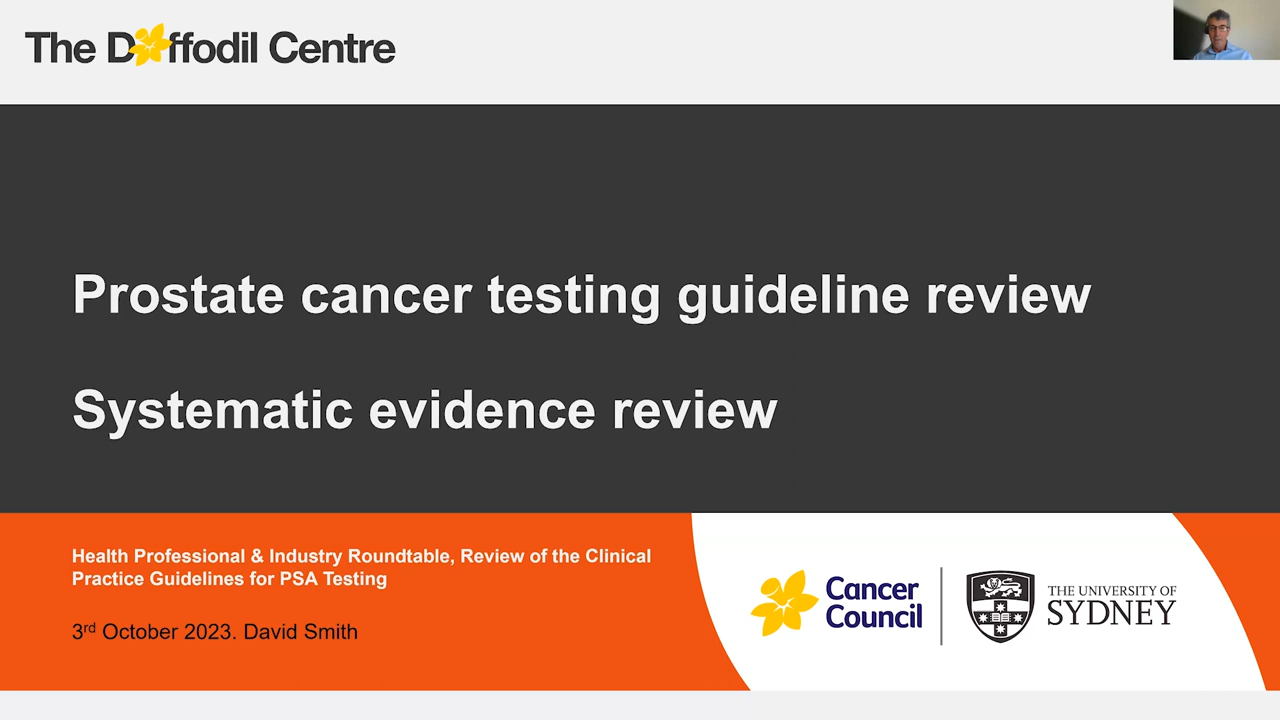 The Daffodil Centre
Prostate cancer testing guideline review
Systematic evidence review
Health Professional & Industry Roundtable, Review of the Clinical
Practice Guidelines for PSA Testing
3rd October 2023. David Smith
Cancer
Council
THE UNIVERSITY OF
SYDNEY